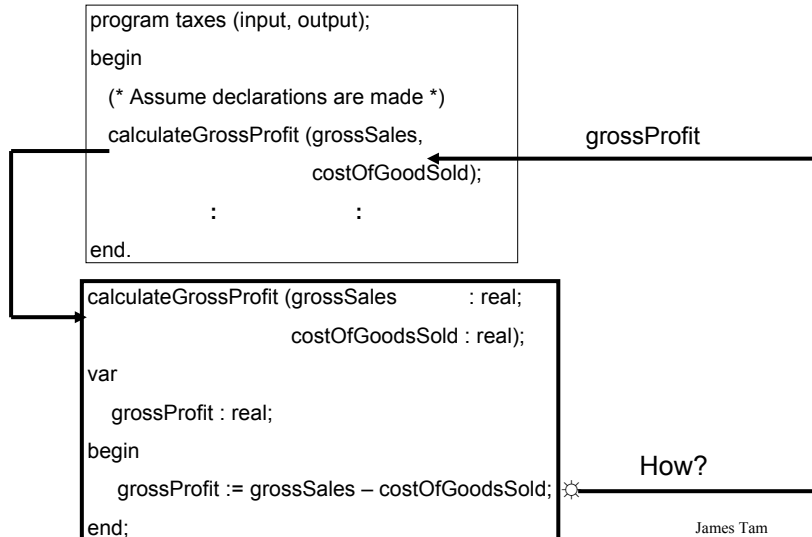 program taxes (input, output);
begin
(* Assume declarations are made *)
calculateGrossProfit (grossSales,
costOfGoodSold);
: :
end.
grossProfit
calculateGrossProfit (grossSales : real;
costOfGoodsSold : real);
var
grossProfit : real;
begin
grossProfit := grossSales – costOfGoodsSold;
end;
How?
James Tam